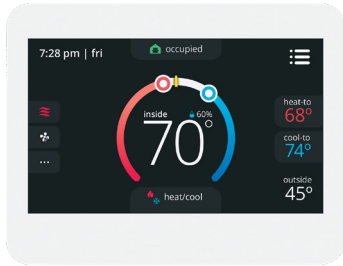 7:28 pm | fri
occupied
inside
60%
70°
heat-to
68°
cool-to
74°
outside
45°
heat/cool